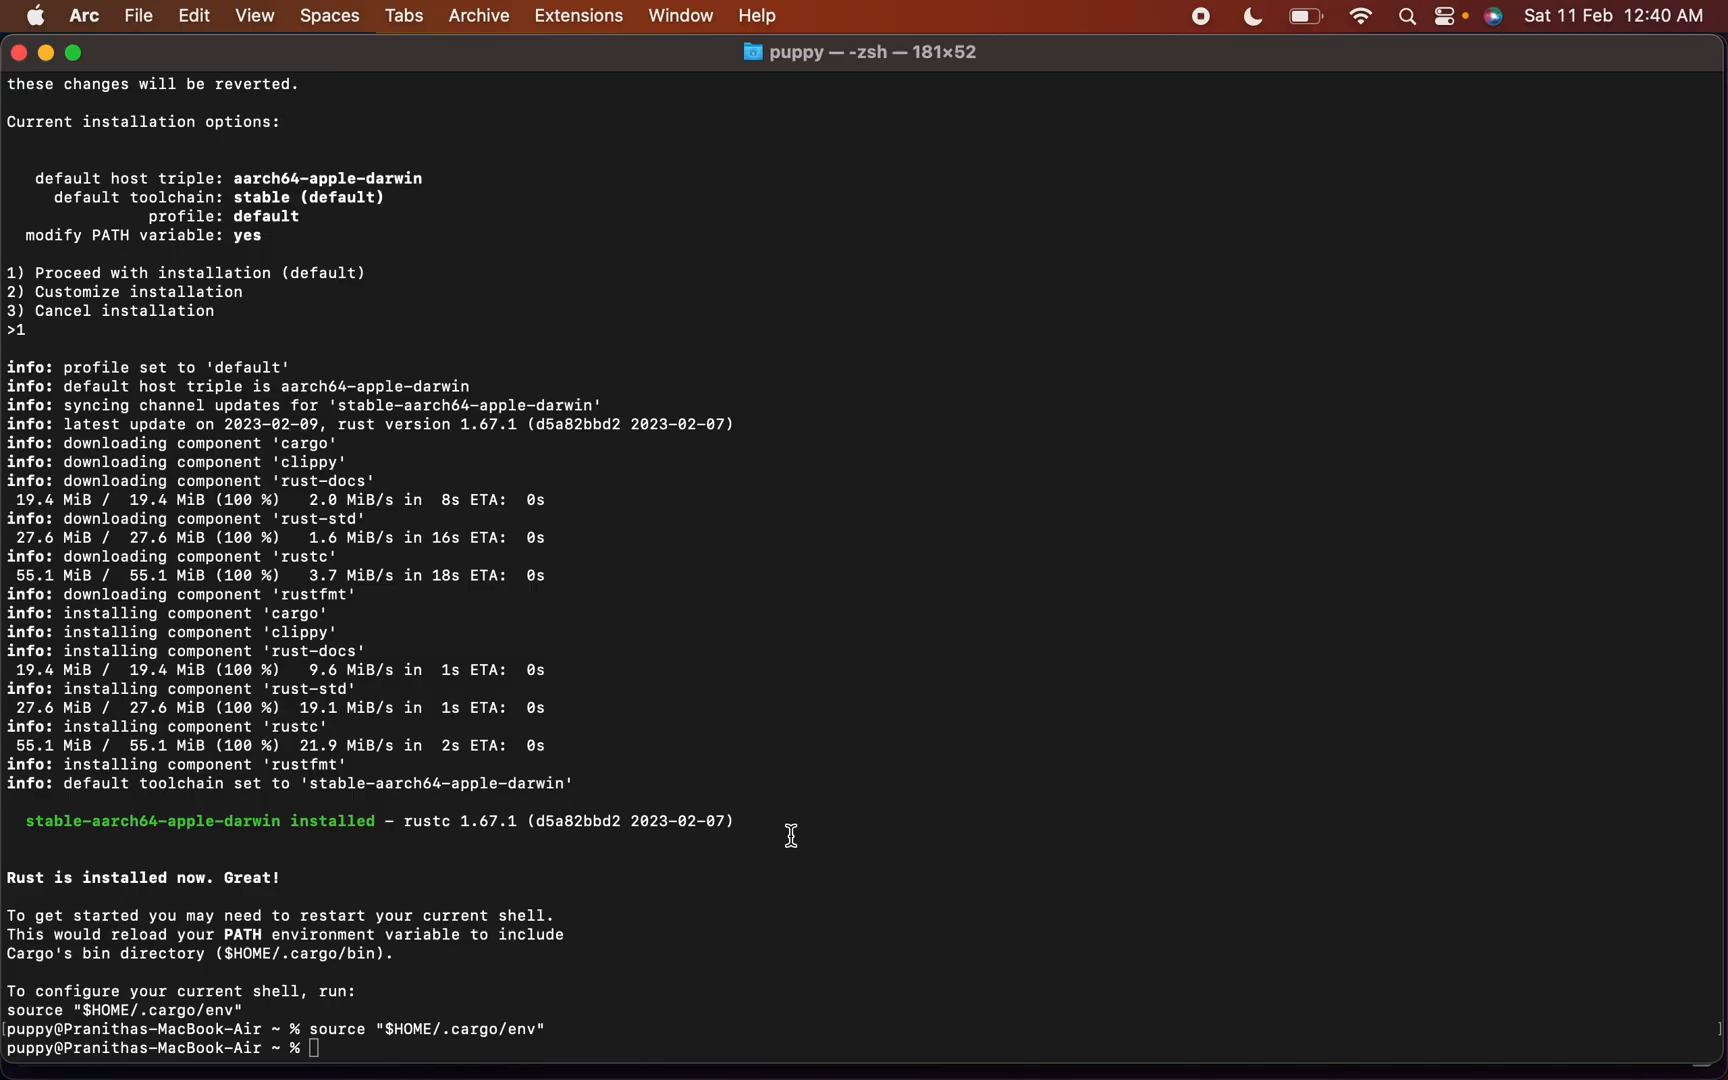 Arc File Edit View Spaces Tabs Archive Extensions Window Help Sat 11 Feb 12:40 AM
puppy — -zsh — 181×52
these changes will be reverted.
Current installation options:
default host triple: aarch64-apple-darwin
default toolchain: stable (default)
profile: default
modify PATH variable: yes
1) Proceed with installation (default)
2) Customize installation
3) Cancel installation
>1
info: profile set to 'default'
info: default host triple is aarch64-apple-darwin
info: syncing channel updates for 'stable-aarch64-apple-darwin'
info: latest update on 2023-02-09, rust version 1.67.1 (d5a82bbd2 2023-02-07)
info: downloading component 'cargo'
info: downloading component 'clippy'
info: downloading component 'rust-docs'
19.4 MiB / 19.4 MiB (100 %) 2.0 MiB/s in 8s ETA: 0s
info: downloading component 'rust-std'
27.6 MiB / 27.6 MiB (100 %) 1.6 MiB/s in 16s ETA: 0s
info: downloading component 'rustc'
55.1 MiB / 55.1 MiB (100 %) 3.7 MiB/s in 18s ETA: 0s
info: downloading component 'rustfmt'
info: installing component 'cargo'
info: installing component 'clippy'
info: installing component 'rust-docs'
19.4 MiB / 19.4 MiB (100 %) 9.6 MiB/s in 1s ETA: 0s
info: installing component 'rust-std'
27.6 MiB / 27.6 MiB (100 %) 19.1 MiB/s in 1s ETA: 0s
info: installing component 'rustc'
55.1 MiB / 55.1 MiB (100 %) 21.9 MiB/s in 2s ETA: 0s
info: installing component 'rustfmt'
info: default toolchain set to 'stable-aarch64-apple-darwin'
stable-aarch64-apple-darwin installed - rustc 1.67.1 (d5a82bbd2 2023-02-07)
Rust is installed now. Great!
To get started you may need to restart your current shell.
This would reload your PATH environment variable to include
Cargo's bin directory ($HOME/.cargo/bin).
To configure your current shell, run:
source "$HOME/.cargo/env"
[puppy@Pranithas-MacBook-Air ~ % source "$HOME/.cargo/env" ]
puppy@Pranithas-MacBook-Air ~ %